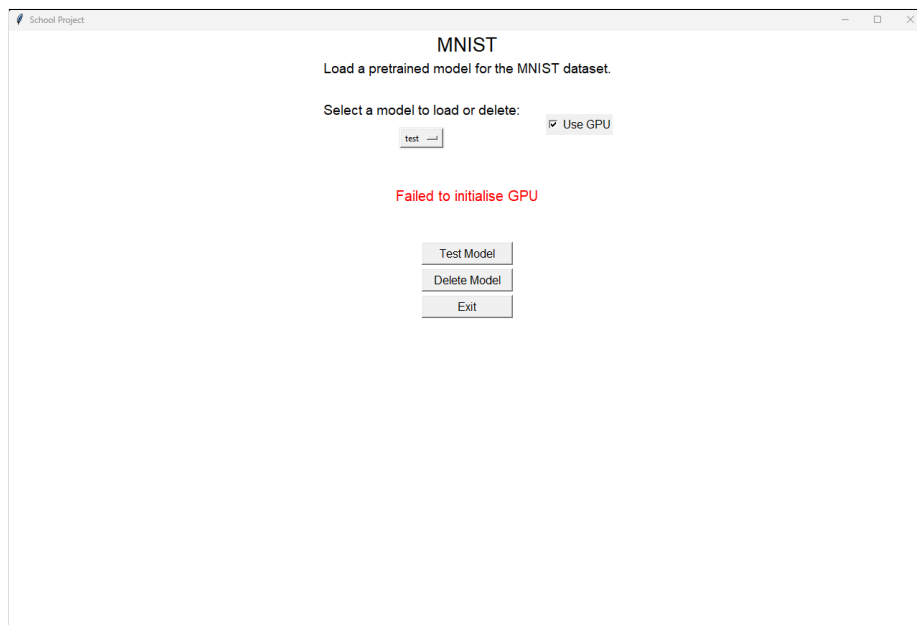 School Project
MNIST
Load a pretrained model for the MNIST dataset.
Select a model to load or delete:
Use GPU
test
Failed to initialise GPU
Test Model
Delete Model
Exit